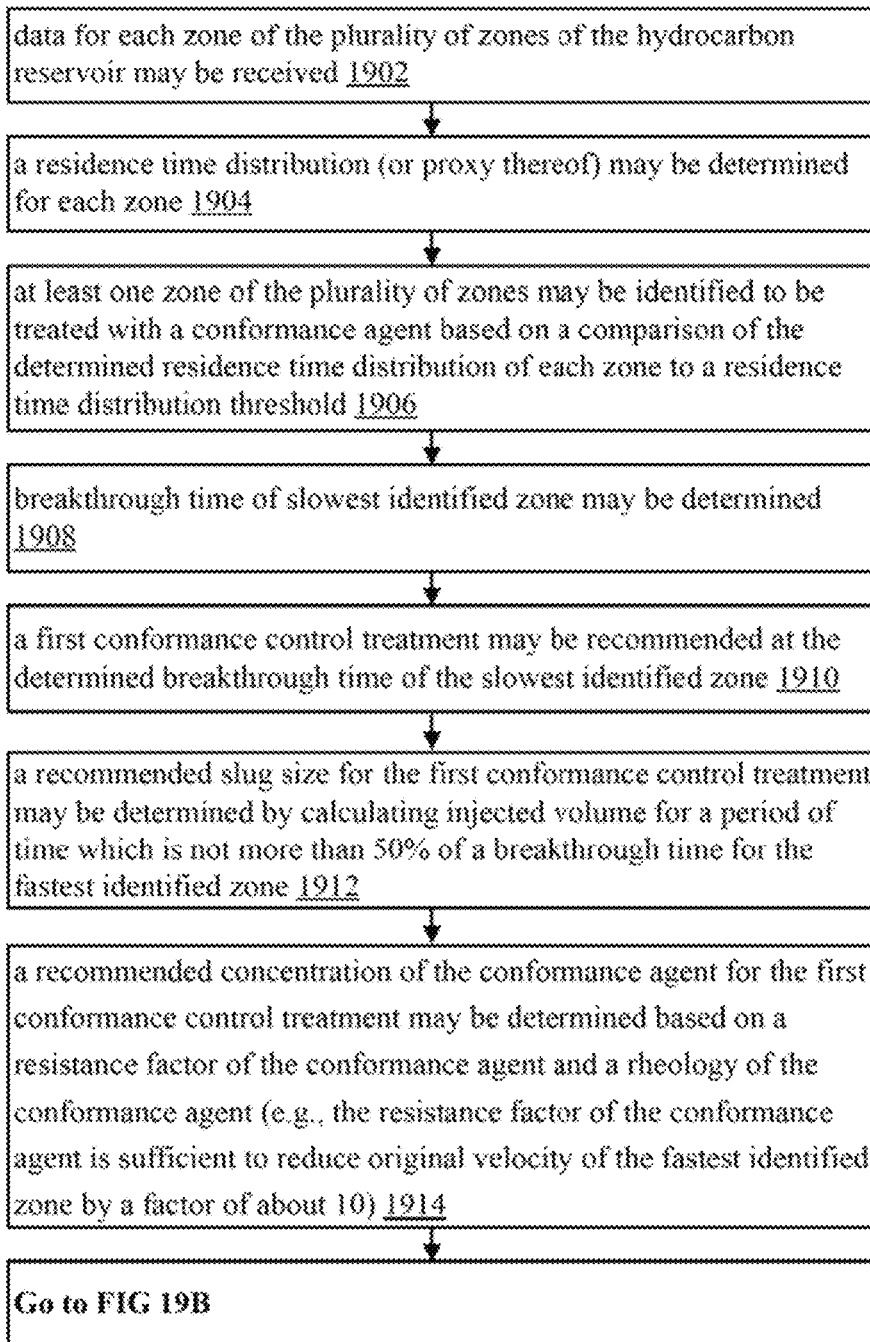 data for each zone of the plurality of zones of the hydrocarbon
reservoir may be received 1902
a residence time distribution (or proxy thereof) may be determined
for each zone 1904
at least one zone of the plurality of zones may be identified to be
treated with a conformance agent based on a comparison of the
determined residence time distribution of each zone to a residence
time distribution threshold 1906
breakthrough time of slowest identified zone may be determined
1908
a first conformance control treatment may be recommended at the
determined breakthrough time of the slowest identified zone 1910
a recommended slug size for the first conformance control treatment
may be determined by calculating injected volume for a period of
time which is not more than 50% of a breakthrough time for the
fastest identified zone 1912
a recommended concentration of the conformance agent for the first
conformance control treatment may be determined based on a
resistance factor of the conformance agent and a rheology of the
conformance agent (e.g., the resistance factor of the conformance
agent is sufficient to reduce original velocity of the fastest identified
zone by a factor of about 10) 1914
Go to FIG 19B